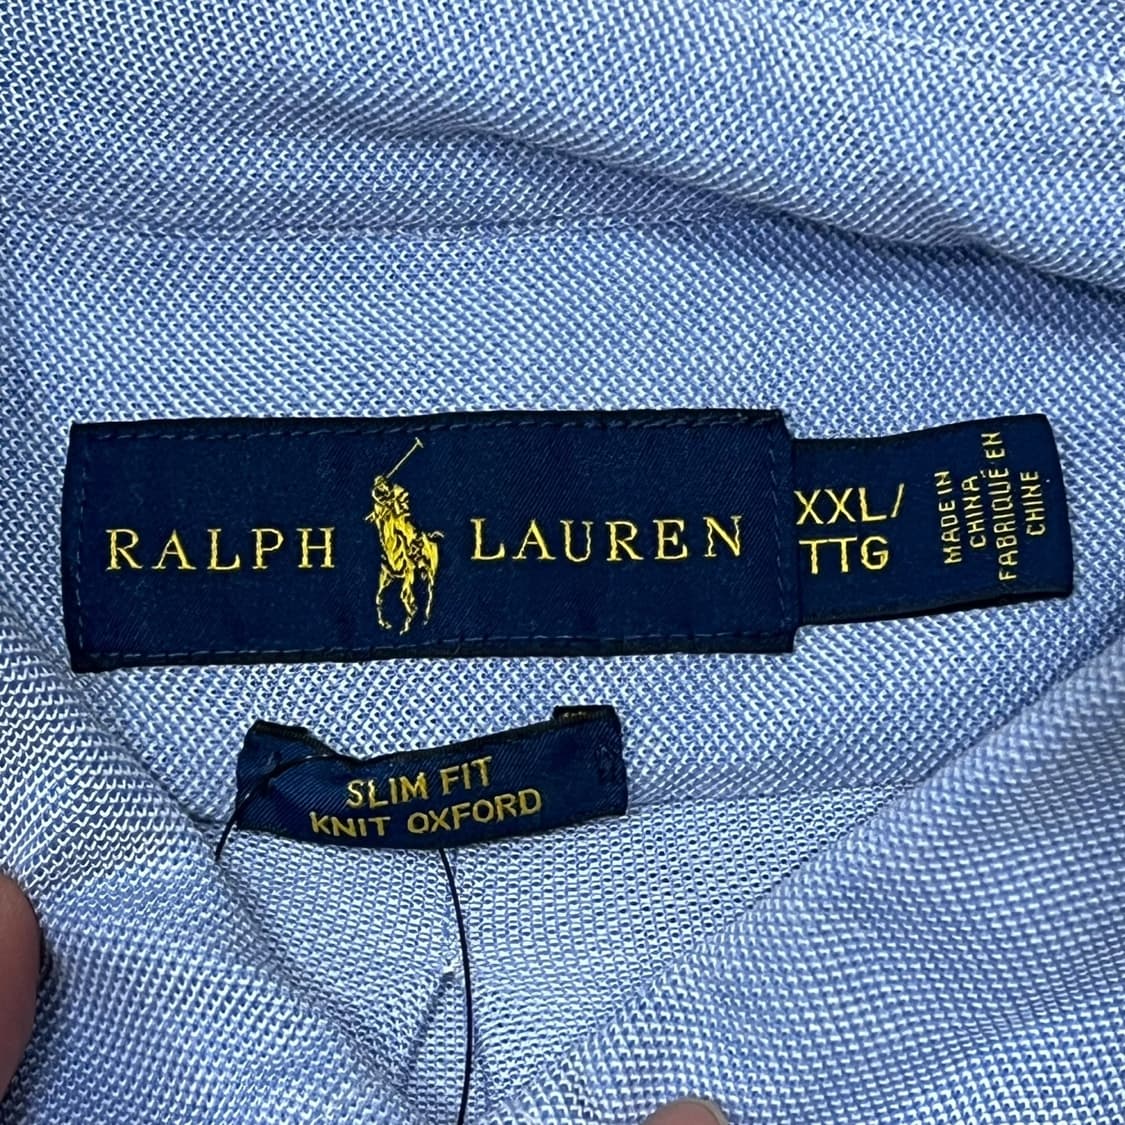 RALPH LAUREN
XXL/
TTG
MADE IN
CHINA
FABRIQUÉ EN
CHINE
SLIM FIT
KNIT OXFORD